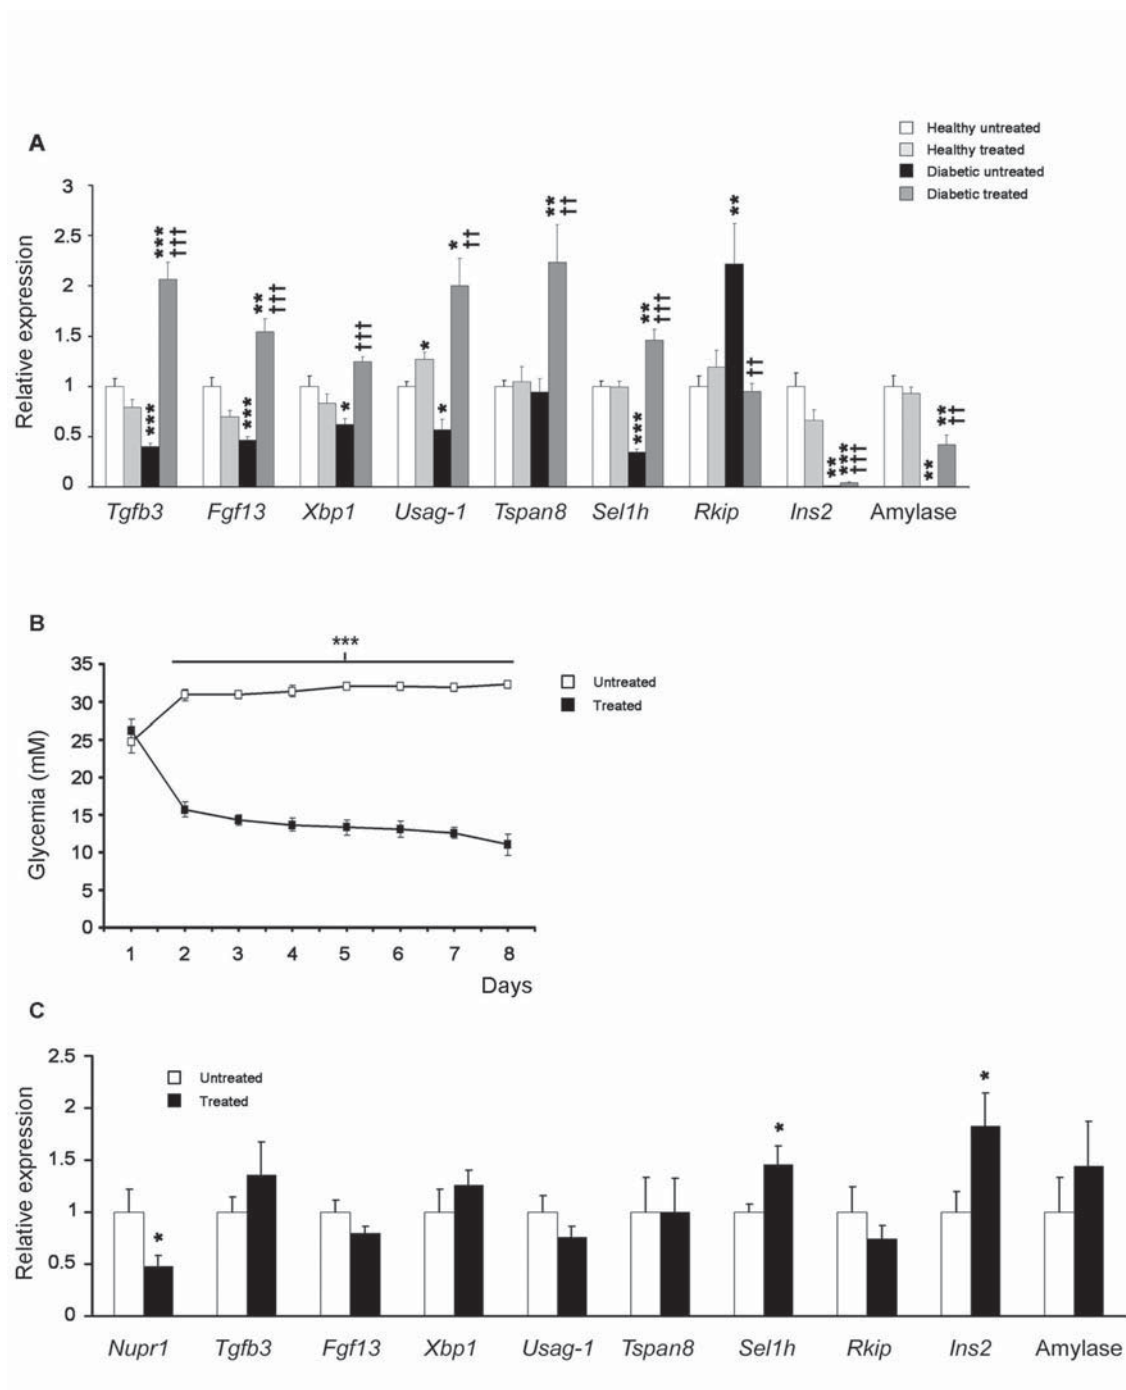 A
Healthy untreated
Healthy treated
Diabetic untreated
Diabetic treated
Relative expression
3
2.5
2
1.5
1
0.5
0
*** ††† *** ** ††† *** ††† * * †† * * ** †† ** ††† *** ** †† ** *** ††† ** †† **
Tgfb3 Fgf13 Xbp1 Usag-1 Tspan8 Sel1h Rkip Ins2 Amylase
B
***
Untreated
Treated
Glycemia (mM)
35
30
25
20
15
10
5
0
1 2 3 4 5 6 7 8
Days
C
Untreated
Treated
Relative expression
2.5
2
1.5
1
0.5
0
* * *
Nupr1 Tgfb3 Fgf13 Xbp1 Usag-1 Tspan8 Sel1h Rkip Ins2 Amylase